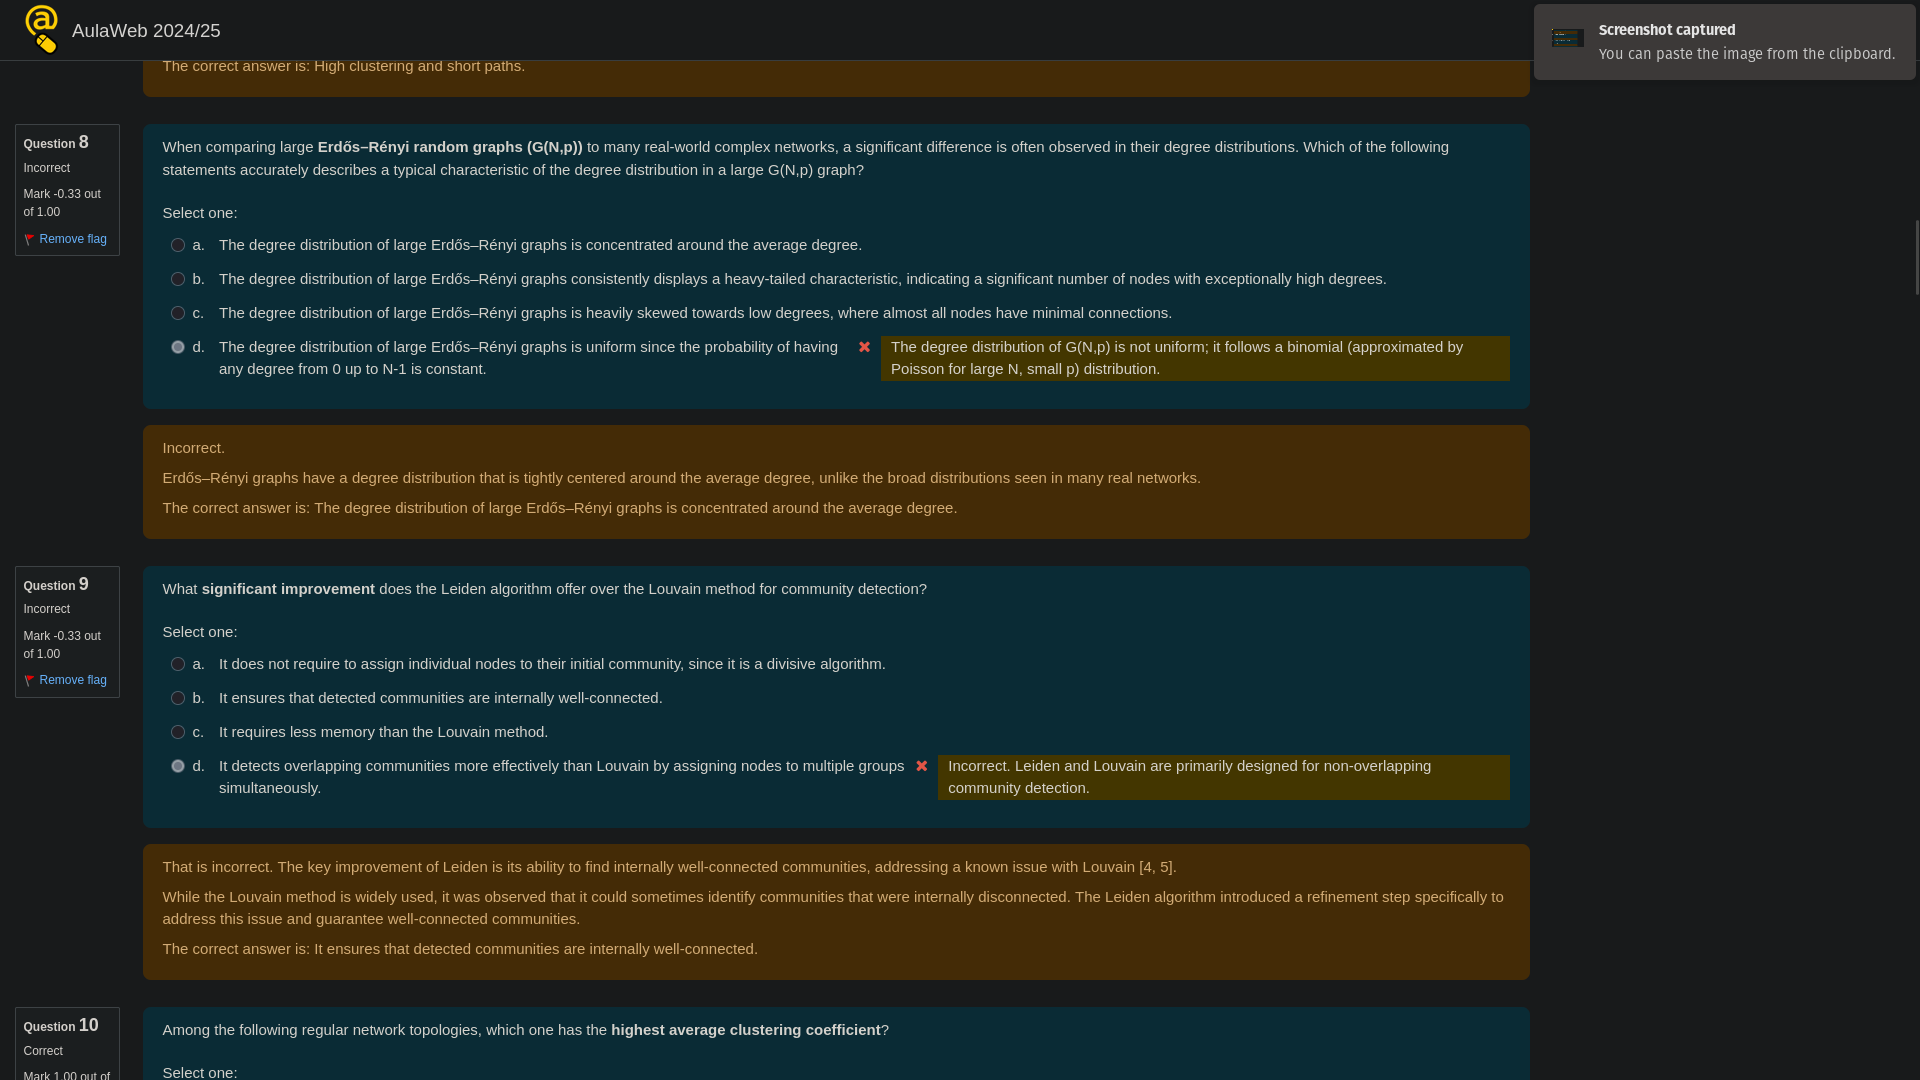 AulaWeb 2024/25
Screenshot captured
You can paste the image from the clipboard.
The correct answer is: High clustering and short paths.
Question 8
Incorrect
Mark -0.33 out
of 1.00
Remove flag
When comparing large Erdős–Rényi random graphs (G(N,p)) to many real-world complex networks, a significant difference is often observed in their degree distributions. Which of the following
statements accurately describes a typical characteristic of the degree distribution in a large G(N,p) graph?
Select one:
a. The degree distribution of large Erdős–Rényi graphs is concentrated around the average degree.
b. The degree distribution of large Erdős–Rényi graphs consistently displays a heavy-tailed characteristic, indicating a significant number of nodes with exceptionally high degrees.
c. The degree distribution of large Erdős–Rényi graphs is heavily skewed towards low degrees, where almost all nodes have minimal connections.
d. The degree distribution of large Erdős–Rényi graphs is uniform since the probability of having
any degree from 0 up to N-1 is constant.
The degree distribution of G(N,p) is not uniform; it follows a binomial (approximated by
Poisson for large N, small p) distribution.
Incorrect.
Erdős–Rényi graphs have a degree distribution that is tightly centered around the average degree, unlike the broad distributions seen in many real networks.
The correct answer is: The degree distribution of large Erdős–Rényi graphs is concentrated around the average degree.
Question 9
Incorrect
Mark -0.33 out
of 1.00
Remove flag
What significant improvement does the Leiden algorithm offer over the Louvain method for community detection?
Select one:
a. It does not require to assign individual nodes to their initial community, since it is a divisive algorithm.
b. It ensures that detected communities are internally well-connected.
c. It requires less memory than the Louvain method.
d. It detects overlapping communities more effectively than Louvain by assigning nodes to multiple groups
simultaneously.
Incorrect. Leiden and Louvain are primarily designed for non-overlapping
community detection.
That is incorrect. The key improvement of Leiden is its ability to find internally well-connected communities, addressing a known issue with Louvain [4, 5].
While the Louvain method is widely used, it was observed that it could sometimes identify communities that were internally disconnected. The Leiden algorithm introduced a refinement step specifically to
address this issue and guarantee well-connected communities.
The correct answer is: It ensures that detected communities are internally well-connected.
Question 10
Correct
Mark 1.00 out of
Among the following regular network topologies, which one has the highest average clustering coefficient?
Select one: